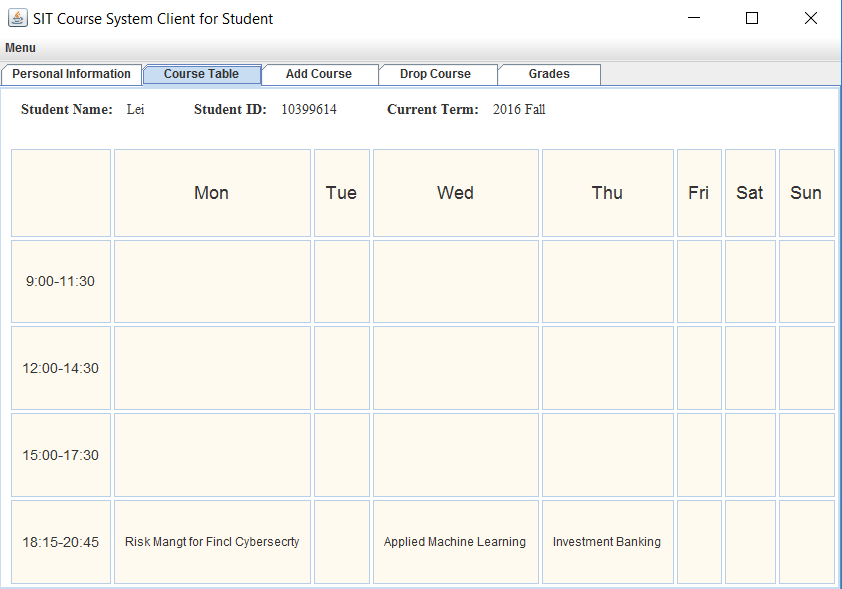 SIT Course System Client for Student
Menu
Personal Information Course Table Add Course Drop Course Grades
Student Name: Lei Student ID: 10399614 Current Term: 2016 Fall
Mon Tue Wed Thu Fri Sat Sun
9:00-11:30
12:00-14:30
15:00-17:30
18:15-20:45 Risk Mangt for Fincl Cybersecrty Applied Machine Learning Investment Banking